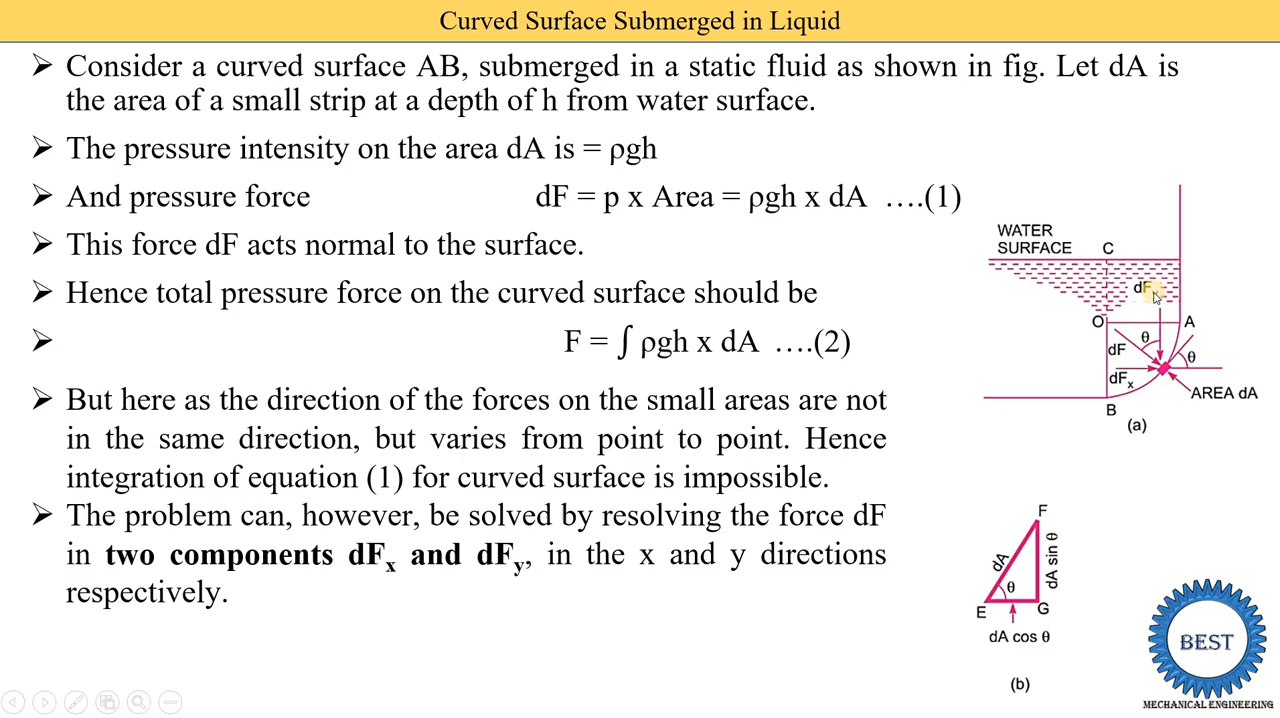 Curved Surface Submerged in Liquid
➢ Consider a curved surface AB, submerged in a static fluid as shown in fig. Let dA is
the area of a small strip at a depth of h from water surface.
➢ The pressure intensity on the area dA is = ρgh
➢ And pressure force dF = p x Area = ρgh x dA ….(1)
➢ This force dF acts normal to the surface.
➢ Hence total pressure force on the curved surface should be
➢ F = ∫ ρgh x dA ….(2)
➢ But here as the direction of the forces on the small areas are not
in the same direction, but varies from point to point. Hence
integration of equation (1) for curved surface is impossible.
➢ The problem can, however, be solved by resolving the force dF
in two components dFx and dFy, in the x and y directions
respectively.
WATER
SURFACE
C
dF
O
A
θ
dF
θ
dFx
AREA dA
B
(a)
F
dA
dA sin θ
θ
E
G
dA cos θ
(b)
BEST
MECHANICAL ENGINEERING